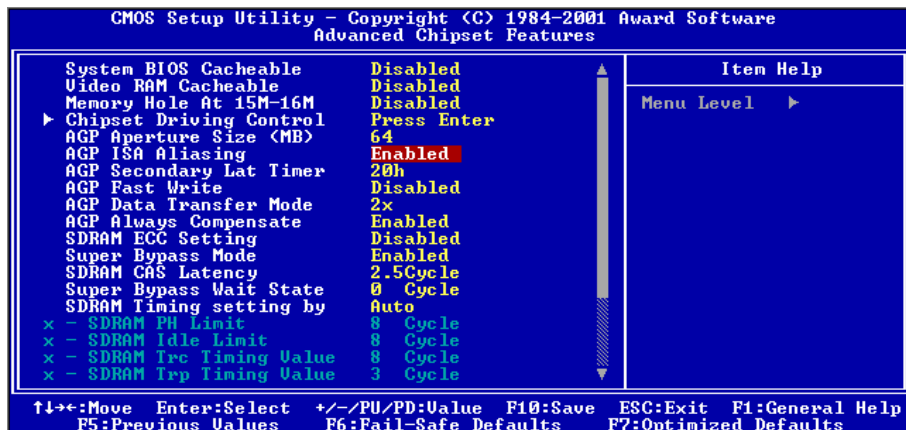 CMOS Setup Utility - Copyright (C) 1984-2001 Award Software
Advanced Chipset Features
System BIOS Cacheable Disabled
Video RAM Cacheable Disabled
Memory Hole At 15M-16M Disabled
► Chipset Driving Control Press Enter
AGP Aperture Size (MB) 64
AGP ISA Aliasing Enabled
AGP Secondary Lat Timer 20h
AGP Fast Write Disabled
AGP Data Transfer Mode 2x
AGP Always Compensate Enabled
SDRAM ECC Setting Disabled
Super Bypass Mode Enabled
SDRAM CAS Latency 2.5Cycle
Super Bypass Wait State 0 Cycle
SDRAM Timing setting by Auto
x - SDRAM PH Limit 8 Cycle
x - SDRAM Idle Limit 8 Cycle
x - SDRAM Trc Timing Value 8 Cycle
x - SDRAM Trp Timing Value 3 Cycle
Item Help
Menu Level ►
↑↓→←:Move Enter:Select +/-/PU/PD:Value F10:Save ESC:Exit F1:General Help
F5:Previous Values F6:Fail-Safe Defaults F7:Optimized Defaults